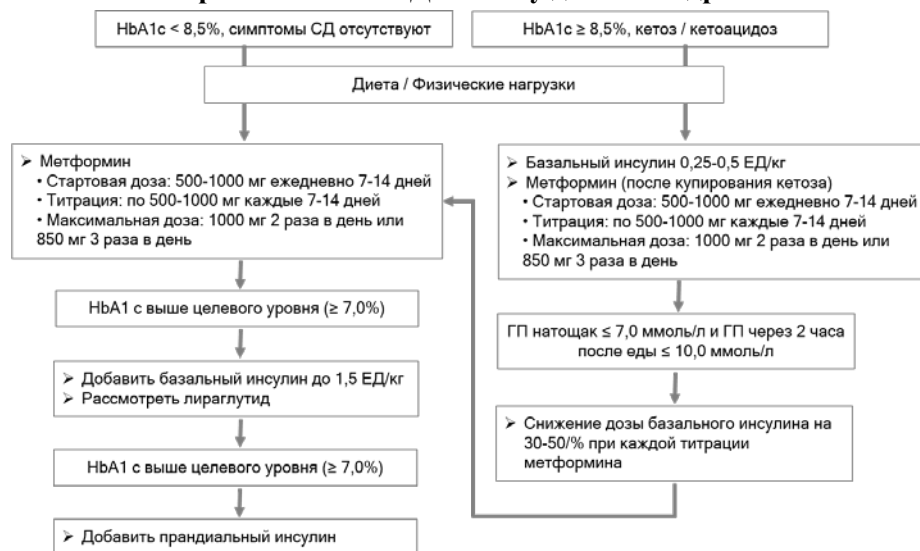 HbA1c < 8,5%, симптомы СД отсутствуют
HbA1c ≥ 8,5%, кетоз / кетоацидоз
Диета / Физические нагрузки
➢ Метформин
• Стартовая доза: 500-1000 мг ежедневно 7-14 дней
• Титрация: по 500-1000 мг каждые 7-14 дней
• Максимальная доза: 1000 мг 2 раза в день или
850 мг 3 раза в день
HbA1 с выше целевого уровня (≥ 7,0%)
➢ Добавить базальный инсулин до 1,5 ЕД/кг
➢ Рассмотреть лираглутид
HbA1 с выше целевого уровня (≥ 7,0%)
➢ Добавить прандиальный инсулин
➢ Базальный инсулин 0,25-0,5 ЕД/кг
➢ Метформин (после купирования кетоза)
• Стартовая доза: 500-1000 мг ежедневно 7-14 дней
• Титрация: по 500-1000 мг каждые 7-14 дней
• Максимальная доза: 1000 мг 2 раза в день или
850 мг 3 раза в день
ГП натощак ≤ 7,0 ммоль/л и ГП через 2 часа
после еды ≤ 10,0 ммоль/л
➢ Снижение дозы базального инсулина на
30-50/% при каждой титрации
метформина